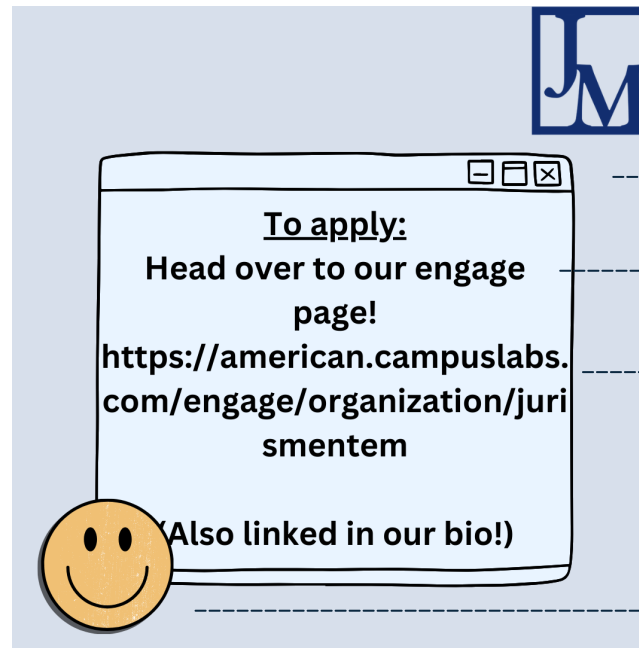 JM
To apply:
Head over to our engage
page!
https://american.campuslabs.
com/engage/organization/juri
smentem
(Also linked in our bio!)